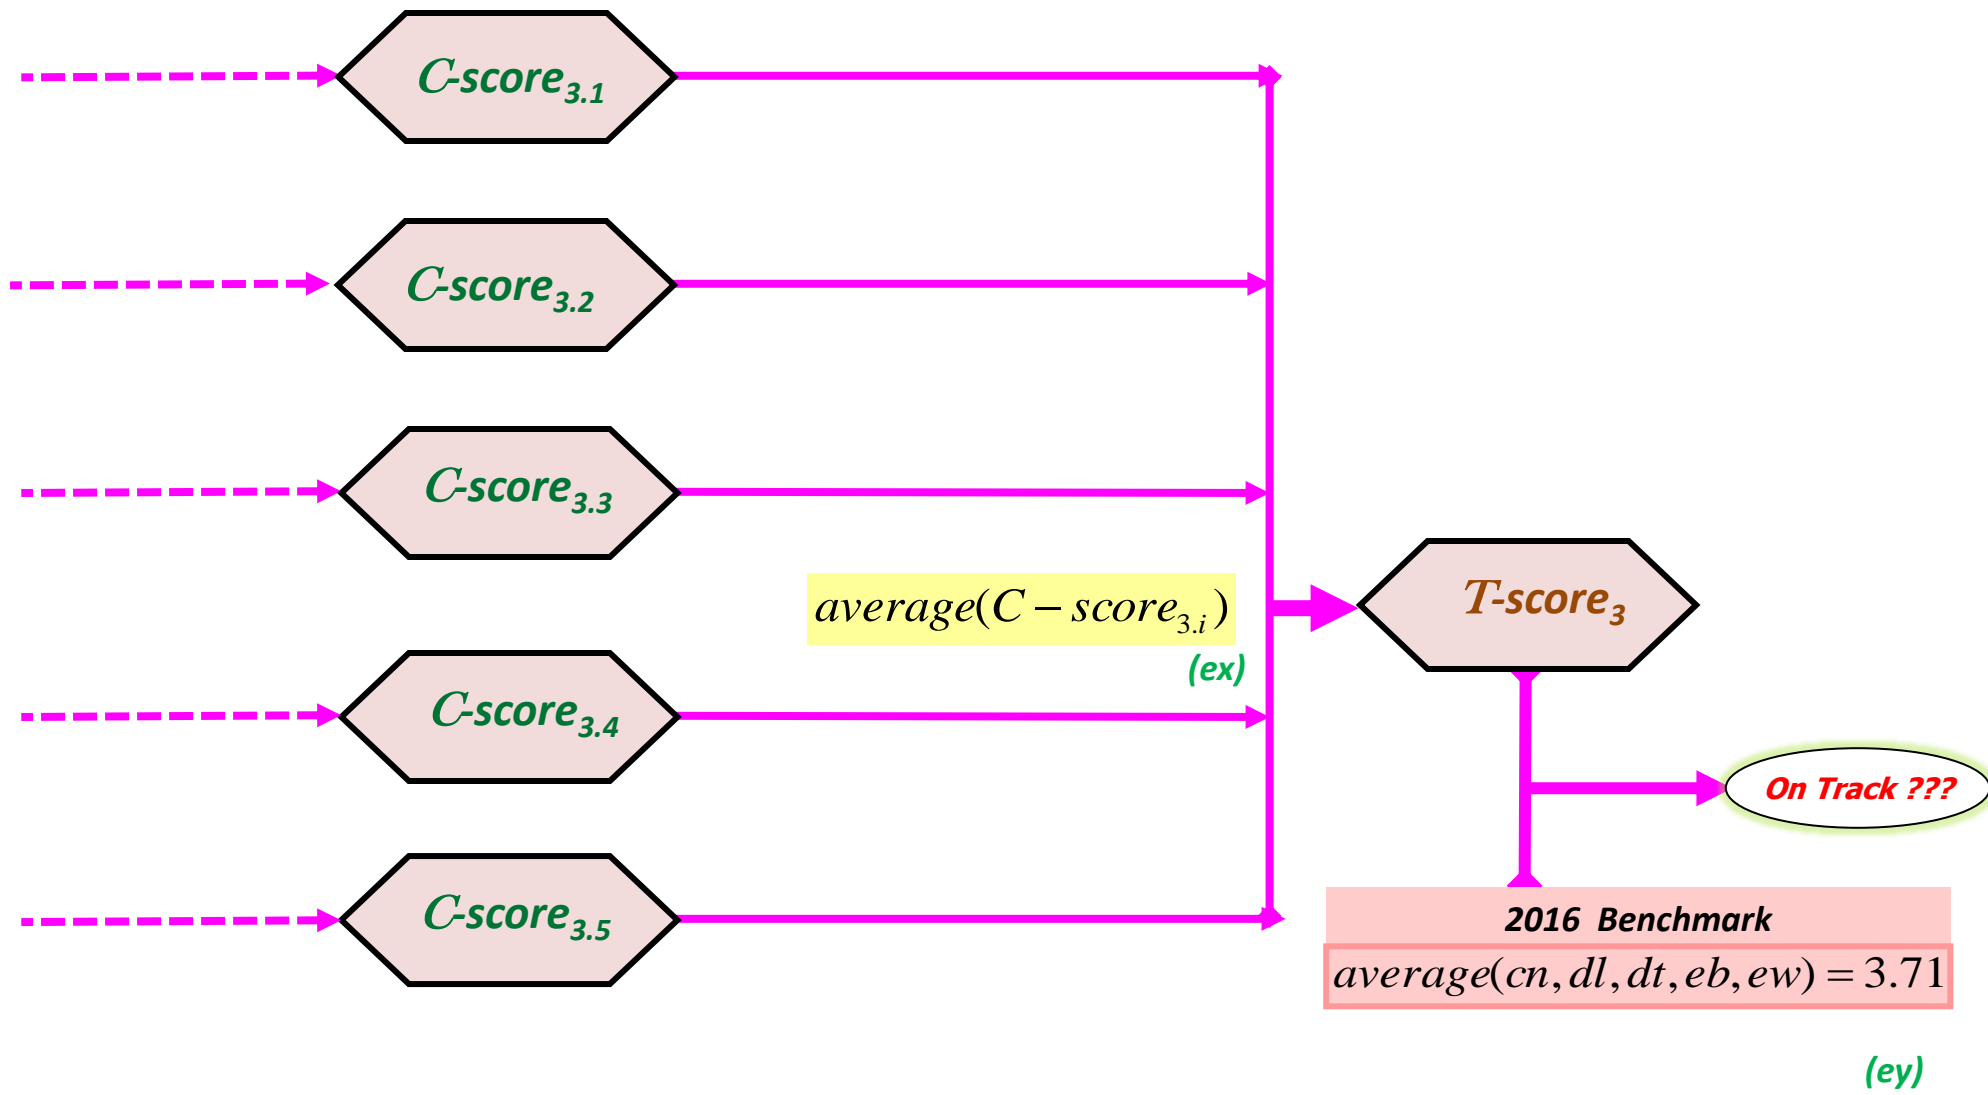 C-score3.1
C-score3.2
C-score3.3
average(C − score3.i)
(ex)
T-score3
C-score3.4
On Track ???
C-score3.5
2016 Benchmark
average(cn, dl, dt, eb, ew) = 3.71
(ey)